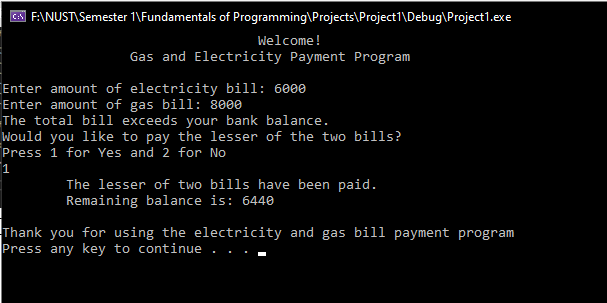 F:\NUST\Semester 1\Fundamentals of Programming\Projects\Project1\Debug\Project1.exe
Welcome!
Gas and Electricity Payment Program
Enter amount of electricity bill: 6000
Enter amount of gas bill: 8000
The total bill exceeds your bank balance.
Would you like to pay the lesser of the two bills?
Press 1 for Yes and 2 for No
1
The lesser of two bills have been paid.
Remaining balance is: 6440
Thank you for using the electricity and gas bill payment program
Press any key to continue . . .